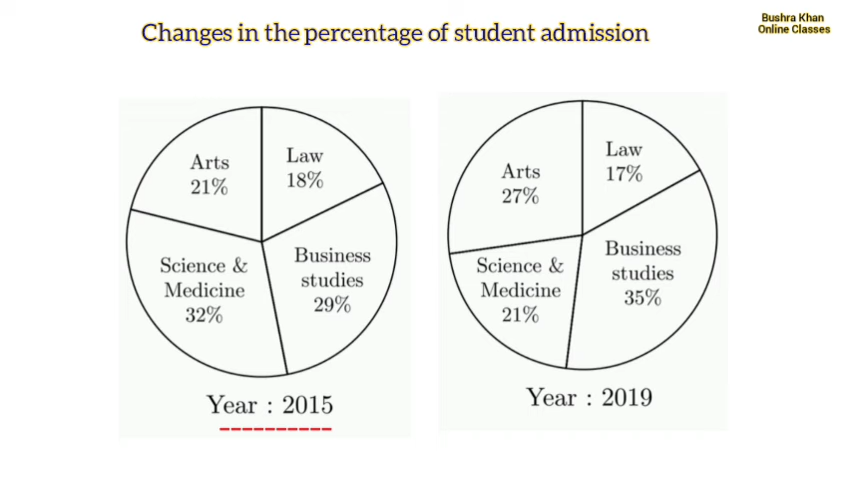 Changes in the percentage of student admission
Bushra Khan
Online Classes
Arts
21%
Law
18%
Science &
Medicine
32%
Business
studies
29%
Year : 2015
Arts
27%
Law
17%
Science &
Medicine
21%
Business
studies
35%
Year : 2019